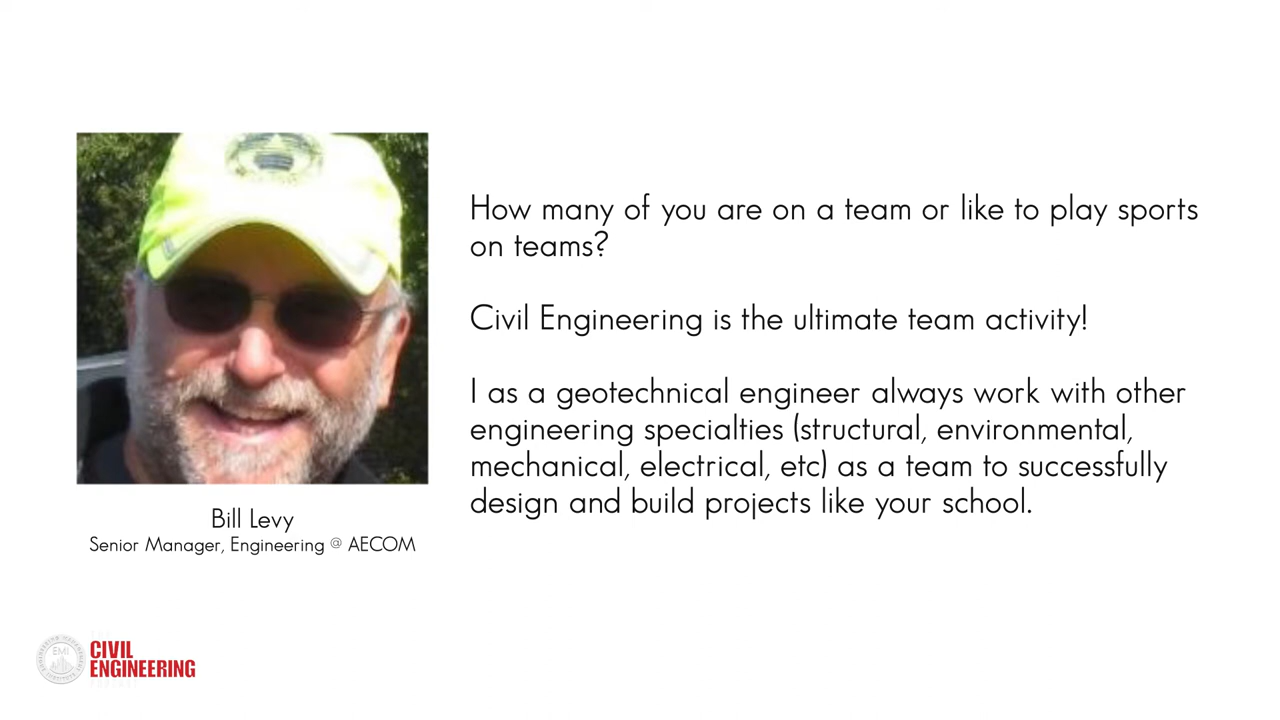 How many of you are on a team or like to play sports
on teams?
Civil Engineering is the ultimate team activity!
I as a geotechnical engineer always work with other
engineering specialties (structural, environmental,
mechanical, electrical, etc) as a team to successfully
design and build projects like your school.
Bill Levy
Senior Manager, Engineering @ AECOM
EMI
CIVIL
ENGINEERING